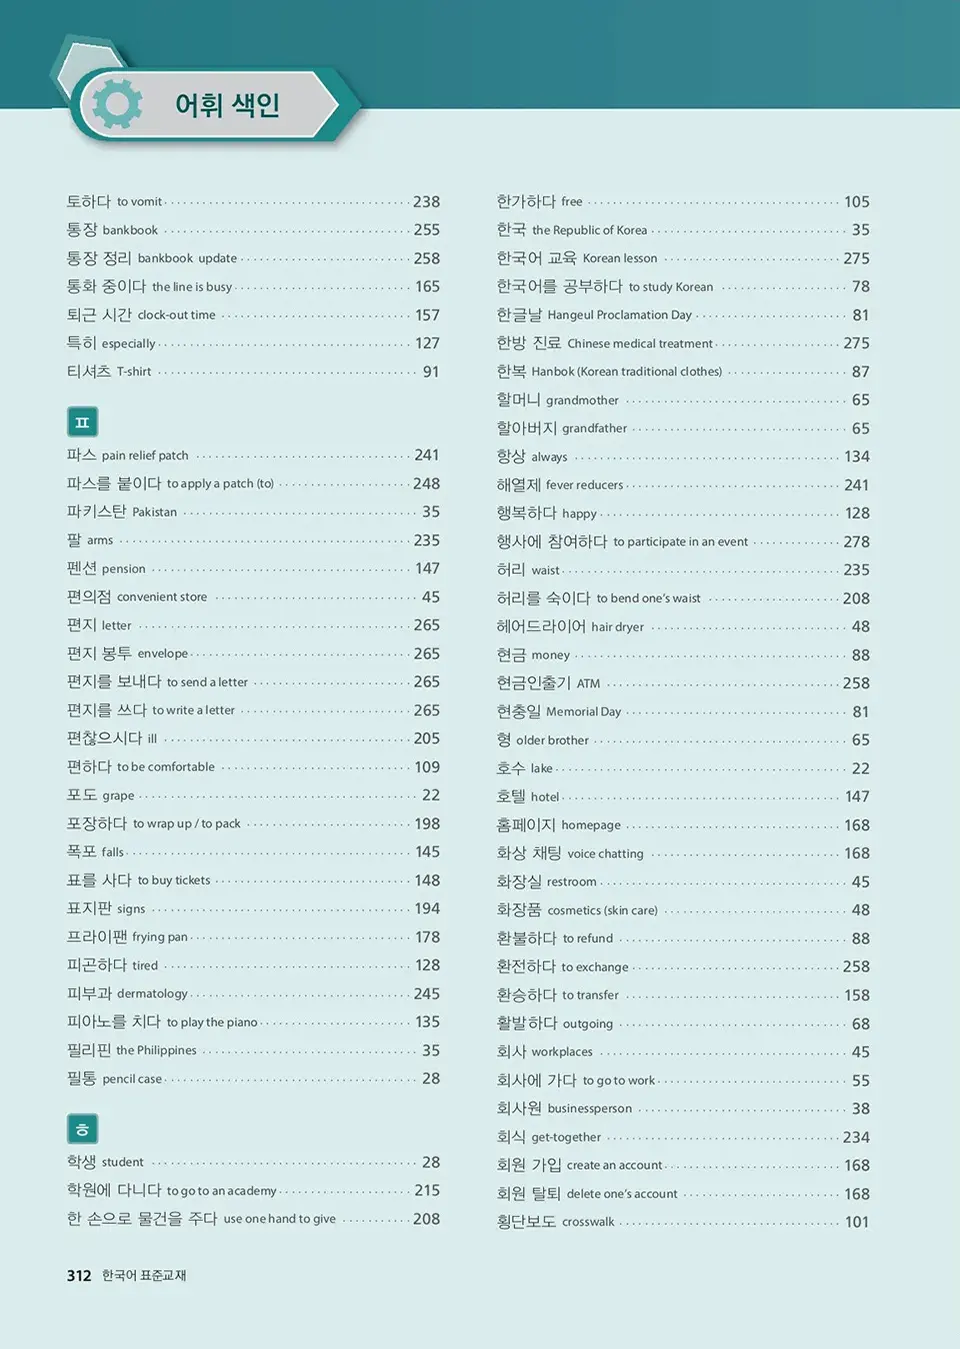 어휘 색인
토하다 to vomit 238
통장 bankbook 255
통장 정리 bankbook update 258
통화 중이다 the line is busy 165
퇴근 시간 clock-out time 157
특히 especially 127
티셔츠 T-shirt 91
ㅍ
파스 pain relief patch 241
파스를 붙이다 to apply a patch (to) 248
파키스탄 Pakistan 35
팔 arms 235
펜션 pension 147
편의점 convenient store 45
편지 letter 265
편지 봉투 envelope 265
편지를 보내다 to send a letter 265
편지를 쓰다 to write a letter 265
편찮으시다 ill 205
편하다 to be comfortable 109
포도 grape 22
포장하다 to wrap up / to pack 198
폭포 falls 145
표를 사다 to buy tickets 148
표지판 signs 194
프라이팬 frying pan 178
피곤하다 tired 128
피부과 dermatology 245
피아노를 치다 to play the piano 135
필리핀 the Philippines 35
필통 pencil case 28
ㅎ
학생 student 28
학원에 다니다 to go to an academy 215
한 손으로 물건을 주다 use one hand to give 208
한가하다 free 105
한국 the Republic of Korea 35
한국어 교육 Korean lesson 275
한국어를 공부하다 to study Korean 78
한글날 Hangeul Proclamation Day 81
한방 진료 Chinese medical treatment 275
한복 Hanbok (Korean traditional clothes) 87
할머니 grandmother 65
할아버지 grandfather 65
항상 always 134
해열제 fever reducers 241
행복하다 happy 128
행사에 참여하다 to participate in an event 278
허리 waist 235
허리를 숙이다 to bend one's waist 208
헤어드라이어 hair dryer 48
현금 money 88
현금인출기 ATM 258
현충일 Memorial Day 81
형 older brother 65
호수 lake 22
호텔 hotel 147
홈페이지 homepage 168
화상 채팅 voice chatting 168
화장실 restroom 45
화장품 cosmetics (skin care) 48
환불하다 to refund 88
환전하다 to exchange 258
환승하다 to transfer 158
활발하다 outgoing 68
회사 workplaces 45
회사에 가다 to go to work 55
회사원 businessperson 38
회식 get-together 234
회원 가입 create an account 168
회원 탈퇴 delete one's account 168
횡단보도 crosswalk 101
312 한국어 표준교재